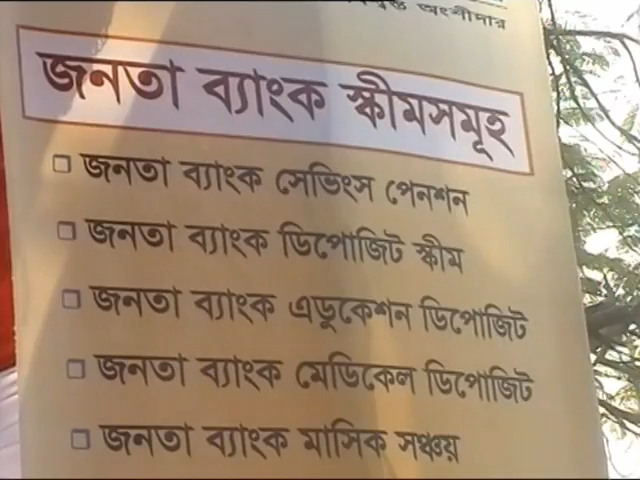 অংশীদার
জনতা ব্যাংক স্কীমসমূহ
জনতা ব্যাংক সেভিংস পেনশন
জনতা ব্যাংক ডিপোজিট স্কীম
জনতা ব্যাংক এডুকেশন ডিপোজিট
জনতা ব্যাংক মেডিকেল ডিপোজিট
জনতা ব্যাংক মাসিক সঞ্চয়